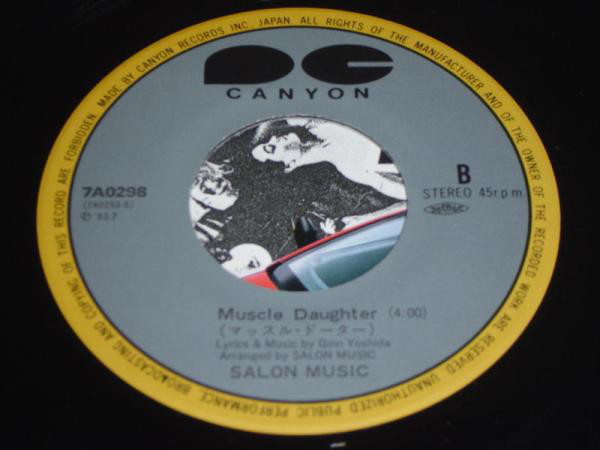 MADE BY CANYON RECORDS INC, JAPAN. ALL RIGHTS OF THE MANUFACTURER AND OF THE OWNER OF THE RECORDED WORK ARE RESERVED. UNAUTHORIZED PUBLIC PERFORMANCE BROADCASTING AND COPYING OF THIS RECORD ARE FORBIDDEN.
CANYON
7A0298
(7A0298-B)
Ⓟ '83.7
B
STEREO 45r.p.m.
Muscle Daughter (4:00)
(マッスル・ドーター)
Lyrics & Music by Ginn Yoshida
Arranged by SALON MUSIC
SALON MUSIC